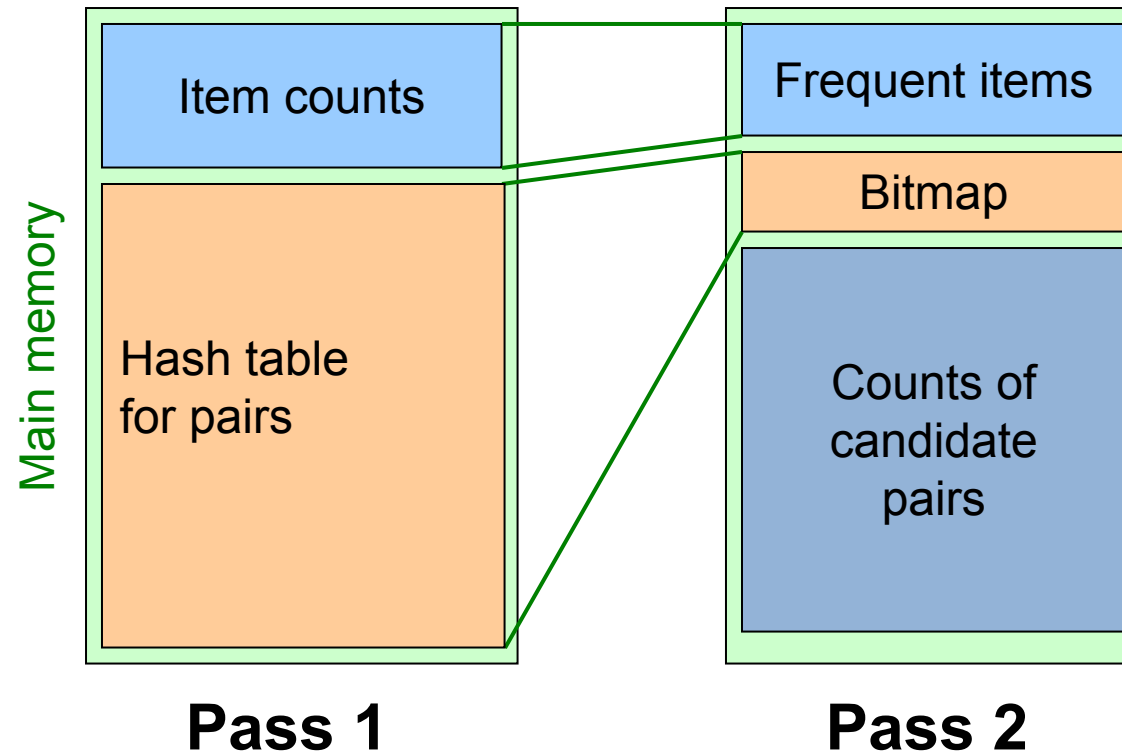 Main memory
Item counts
Hash table
for pairs
Pass 1
Frequent items
Bitmap
Counts of
candidate
pairs
Pass 2